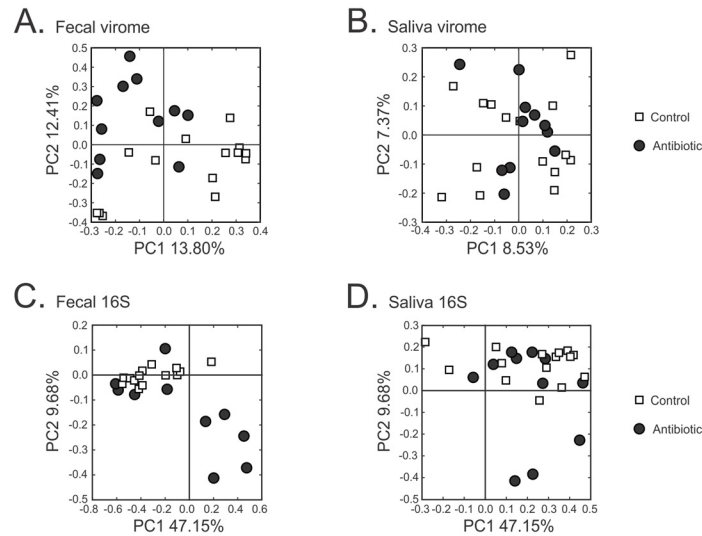 A. Fecal virome
0.5
0.4
0.3
0.2
0.1
0.0
-0.1
-0.2
-0.3
-0.4
PC2 12.41%
-0.3 -0.2 -0.1 0.0 0.1 0.2 0.3 0.4
PC1 13.80%
B. Saliva virome
0.3
0.2
0.1
0.0
-0.1
-0.2
-0.3
PC2 7.37%
-0.4 -0.3 -0.2 -0.1 0.0 0.1 0.2 0.3
PC1 8.53%
Control
Antibiotic
C. Fecal 16S
0.2
0.1
0.0
-0.1
-0.2
-0.3
-0.4
-0.5
PC2 9.68%
-0.8 -0.6 -0.4 -0.2 0.0 0.2 0.4 0.6
PC1 47.15%
D. Saliva 16S
0.3
0.2
0.1
0.0
-0.1
-0.2
-0.3
-0.4
-0.5
PC2 9.68%
-0.3 -0.2 -0.1 0.0 0.1 0.2 0.3 0.4 0.5
PC1 47.15%
Control
Antibiotic